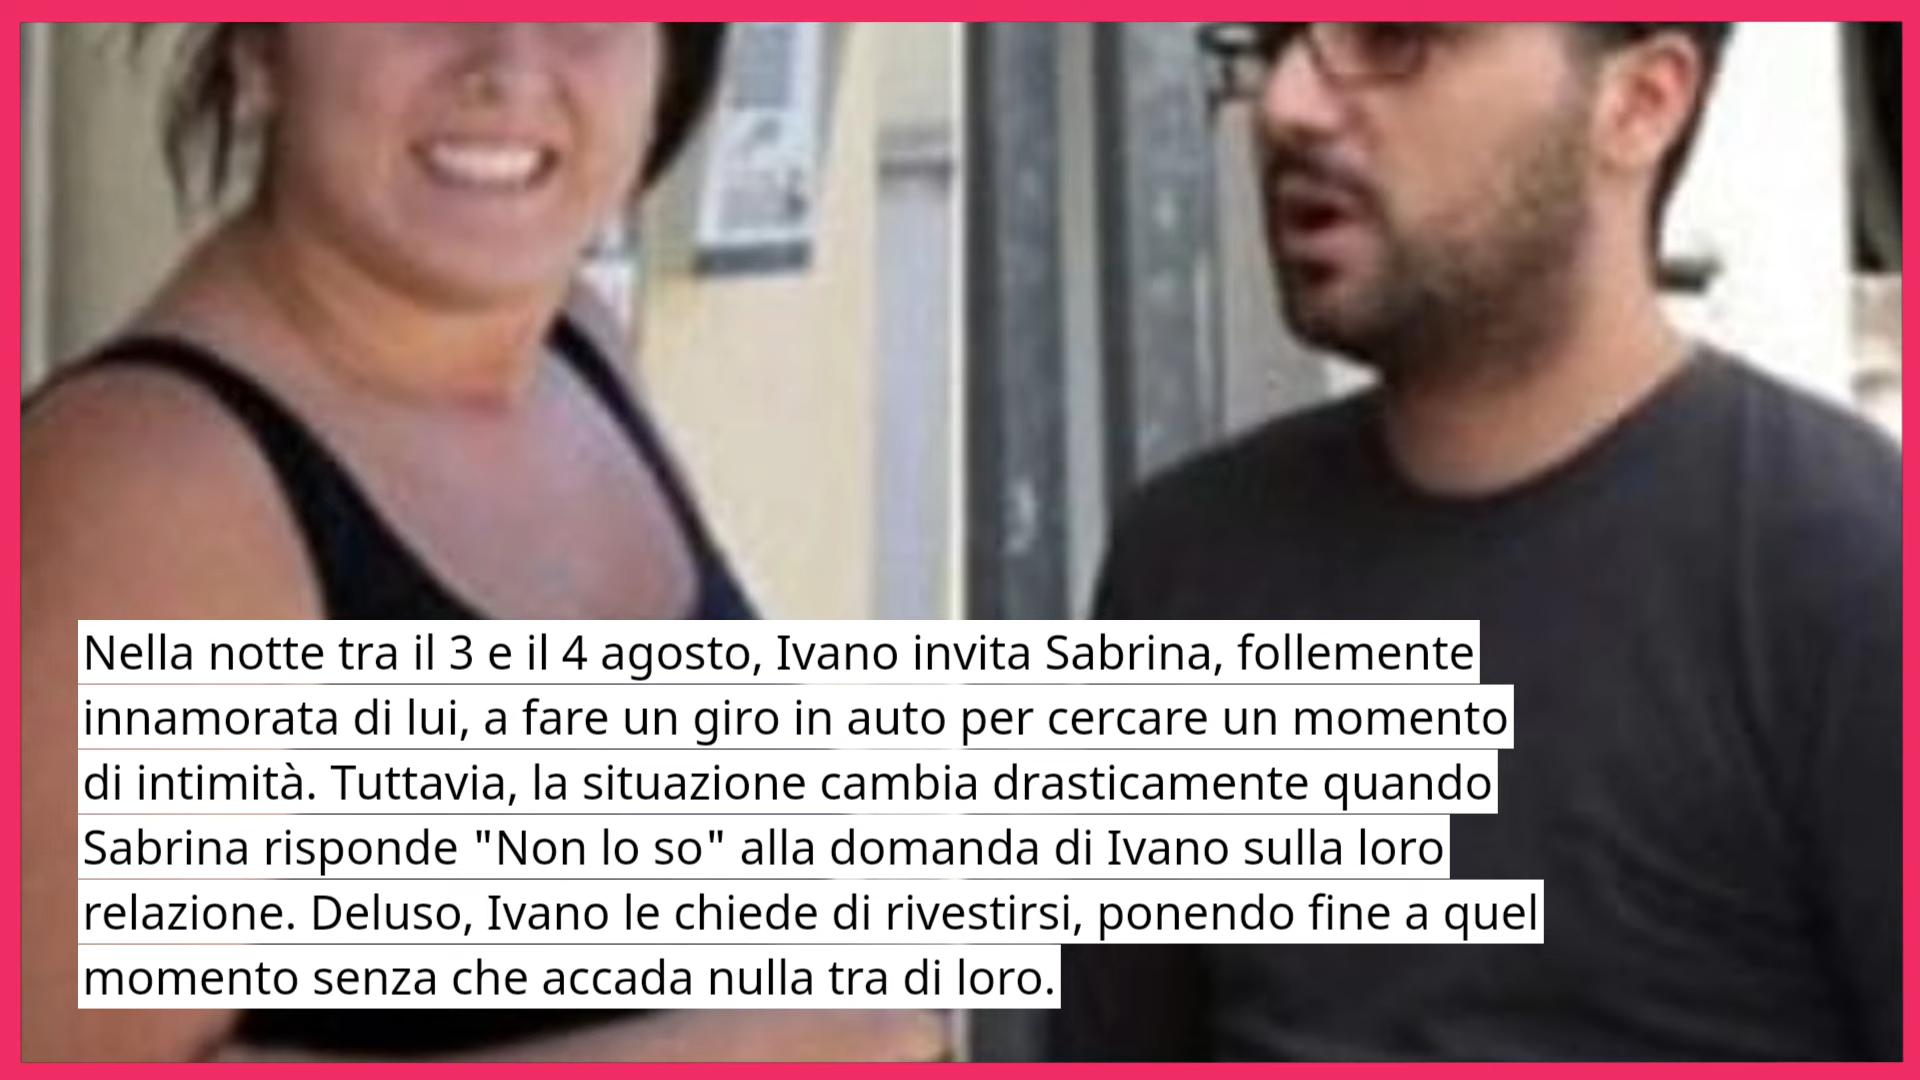 Nella notte tra il 3 e il 4 agosto, Ivano invita Sabrina, follemente
innamorata di lui, a fare un giro in auto per cercare un momento
di intimità. Tuttavia, la situazione cambia drasticamente quando
Sabrina risponde "Non lo so" alla domanda di Ivano sulla loro
relazione. Deluso, Ivano le chiede di rivestirsi, ponendo fine a quel
momento senza che accada nulla tra di loro.